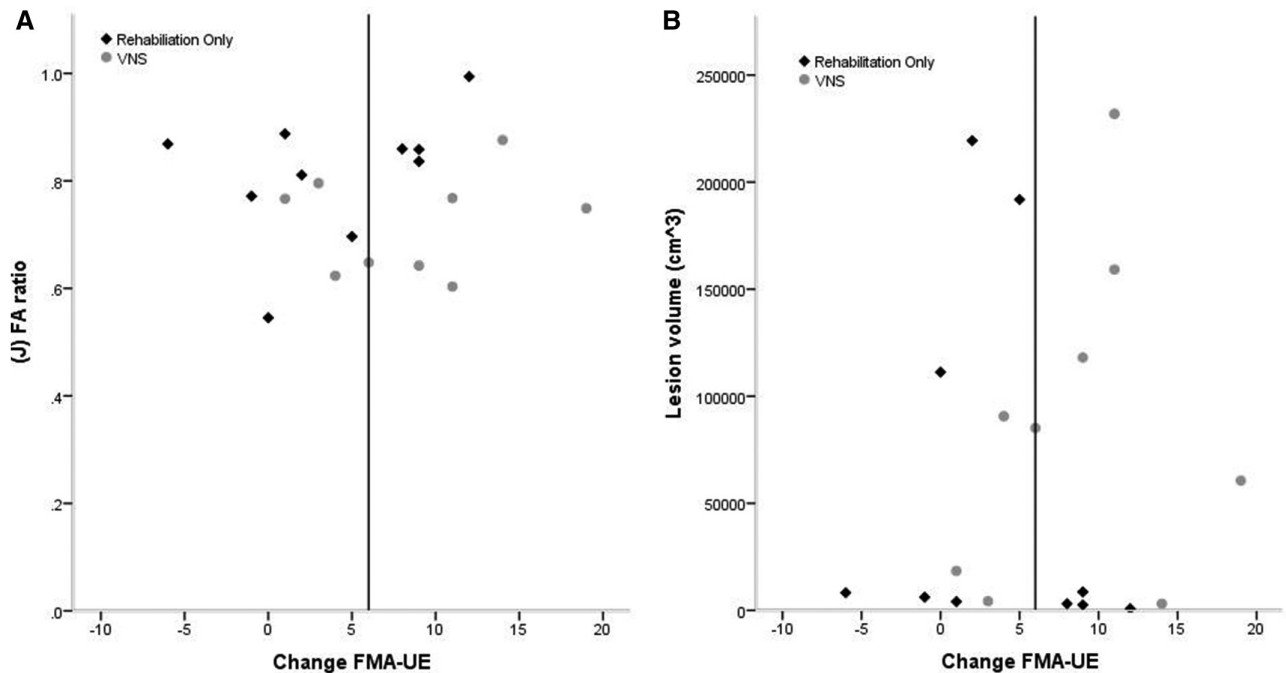 A
Rehabiliation Only
VNS
1.0
.8
.6
.4
.2
.0
(J) FA ratio
-10 -5 0 5 10 15 20
Change FMA-UE
B
Rehabilitation Only
VNS
250000
200000
150000
100000
50000
0
Lesion volume (cm^3)
-10 -5 0 5 10 15 20
Change FMA-UE